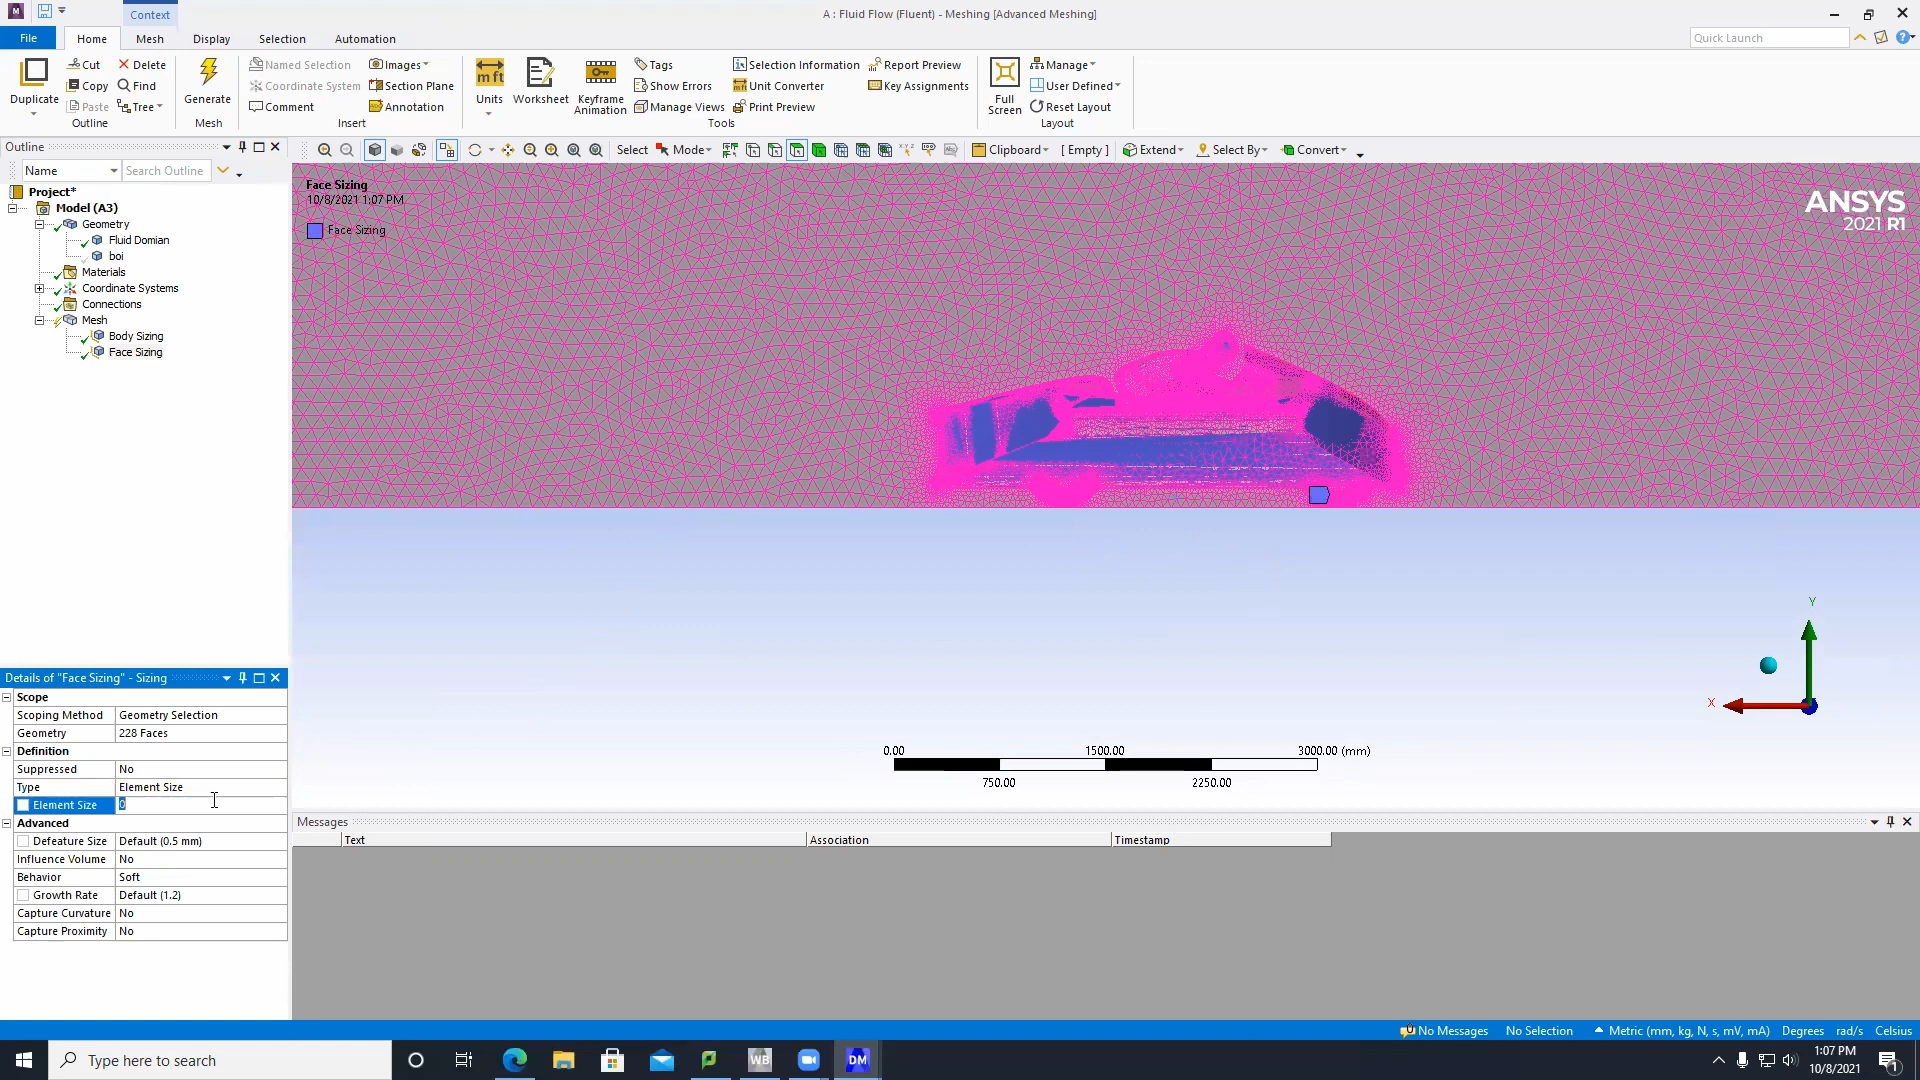 Context
A : Fluid Flow (Fluent) - Meshing [Advanced Meshing]
File
Home
Mesh
Display
Selection
Automation
Quick Launch
Duplicate
Cut
Copy
Paste
Delete
Find
Tree
Outline
Generate
Mesh
Named Selection
Coordinate System
Comment
Images
Section Plane
Annotation
Insert
m ft
Units
Worksheet
Keyframe
Animation
Tags
Show Errors
Manage Views
Selection Information
Unit Converter
Print Preview
Report Preview
Key Assignments
Tools
Full
Screen
Manage
User Defined
Reset Layout
Layout
Outline
Name
Search Outline
Select
Mode
Clipboard
[ Empty ]
Extend
Select By
Convert
Project*
Model (A3)
Geometry
Fluid Domian
boi
Materials
Coordinate Systems
Connections
Mesh
Body Sizing
Face Sizing
Face Sizing
10/8/2021 1:07 PM
Face Sizing
ANSYS
2021 R1
Y
X
0.00
1500.00
3000.00 (mm)
750.00
2250.00
Details of "Face Sizing" - Sizing
Scope
Scoping Method Geometry Selection
Geometry 228 Faces
Definition
Suppressed No
Type Element Size
Element Size 0
Advanced
Defeature Size Default (0.5 mm)
Influence Volume No
Behavior Soft
Growth Rate Default (1.2)
Capture Curvature No
Capture Proximity No
Messages
Text Association Timestamp
No Messages No Selection Metric (mm, kg, N, s, mV, mA) Degrees rad/s Celsius
Type here to search
WB
DM
1:07 PM
10/8/2021
1